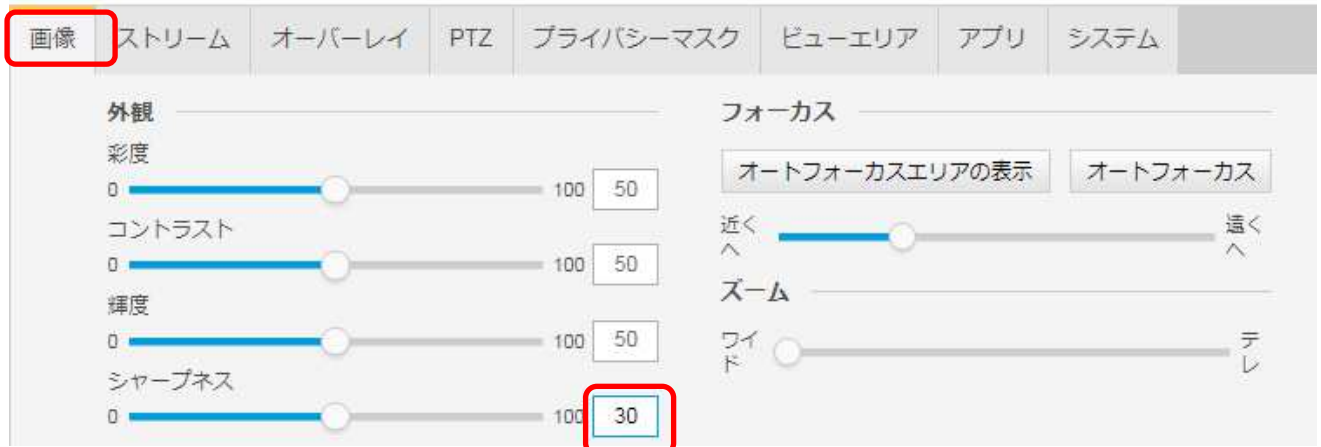 画像 ストリーム オーバーレイ PTZ プライバシーマスク ビューエリア アプリ システム
外観
彩度
0 100 50
コントラスト
0 100 50
輝度
0 100 50
シャープネス
0 100 30
フォーカス
オートフォーカスエリアの表示 オートフォーカス
近くへ 遠くへ
ズーム
ワイド テレ